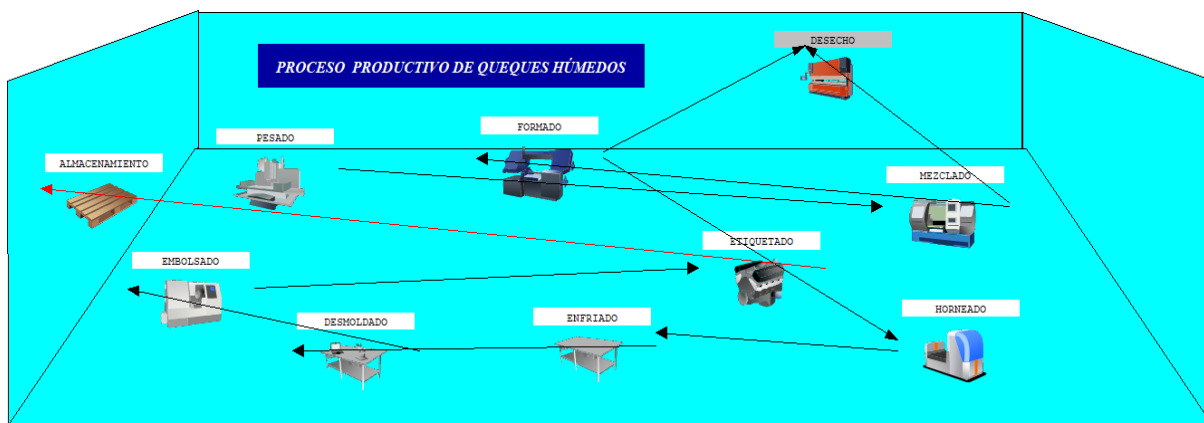 DESECHO
PROCESO PRODUCTIVO DE QUEQUES HÚMEDOS
FORMADO
PESADO
ALMACENAMIENTO
MEZCLADO
ETIQUETADO
EMBOLSADO
HORNEADO
DESMOLDADO
ENFRIADO